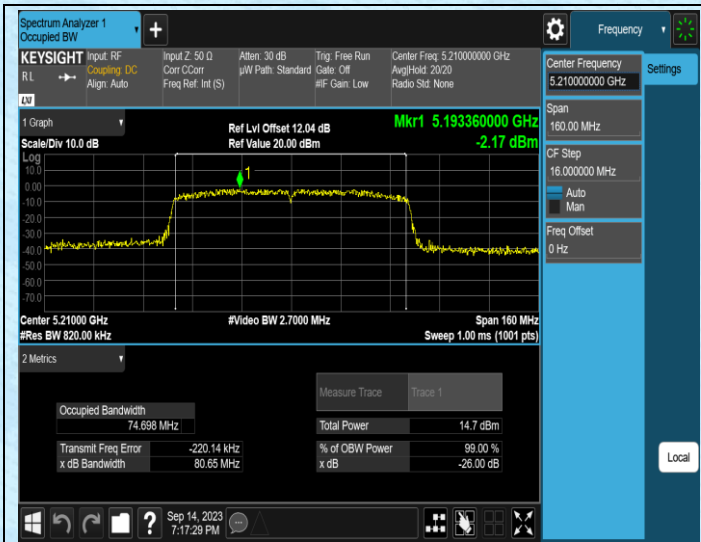 Spectrum Analyzer 1
Occupied BW
Frequency
KEYSIGHT
RL
LXI
Input: RF
Coupling: DC
Align: Auto
Input Z: 50 Ω
Corr CCorr
Freq Ref: Int (S)
Atten: 30 dB
µW Path: Standard
Trig: Free Run
Gate: Off
#IF Gain: Low
Center Freq: 5.210000000 GHz
Avg|Hold: 20/20
Radio Std: None
Center Frequency
5.210000000 GHz
Settings
Span
160.00 MHz
CF Step
16.000000 MHz
Auto
Man
Freq Offset
0 Hz
1 Graph
Scale/Div 10.0 dB
Ref Lvl Offset 12.04 dB
Ref Value 20.00 dBm
Mkr1 5.193360000 GHz
-2.17 dBm
Log
10.0
0.00
-10.0
-20.0
-30.0
-40.0
-50.0
-60.0
-70.0
1
Center 5.21000 GHz
#Res BW 820.00 kHz
#Video BW 2.7000 MHz
Span 160 MHz
Sweep 1.00 ms (1001 pts)
2 Metrics
Measure Trace Trace 1
Occupied Bandwidth
74.698 MHz
Total Power 14.7 dBm
Transmit Freq Error -220.14 kHz
% of OBW Power 99.00 %
x dB Bandwidth 80.65 MHz
x dB -26.00 dB
Local
Sep 14, 2023
7:17:29 PM